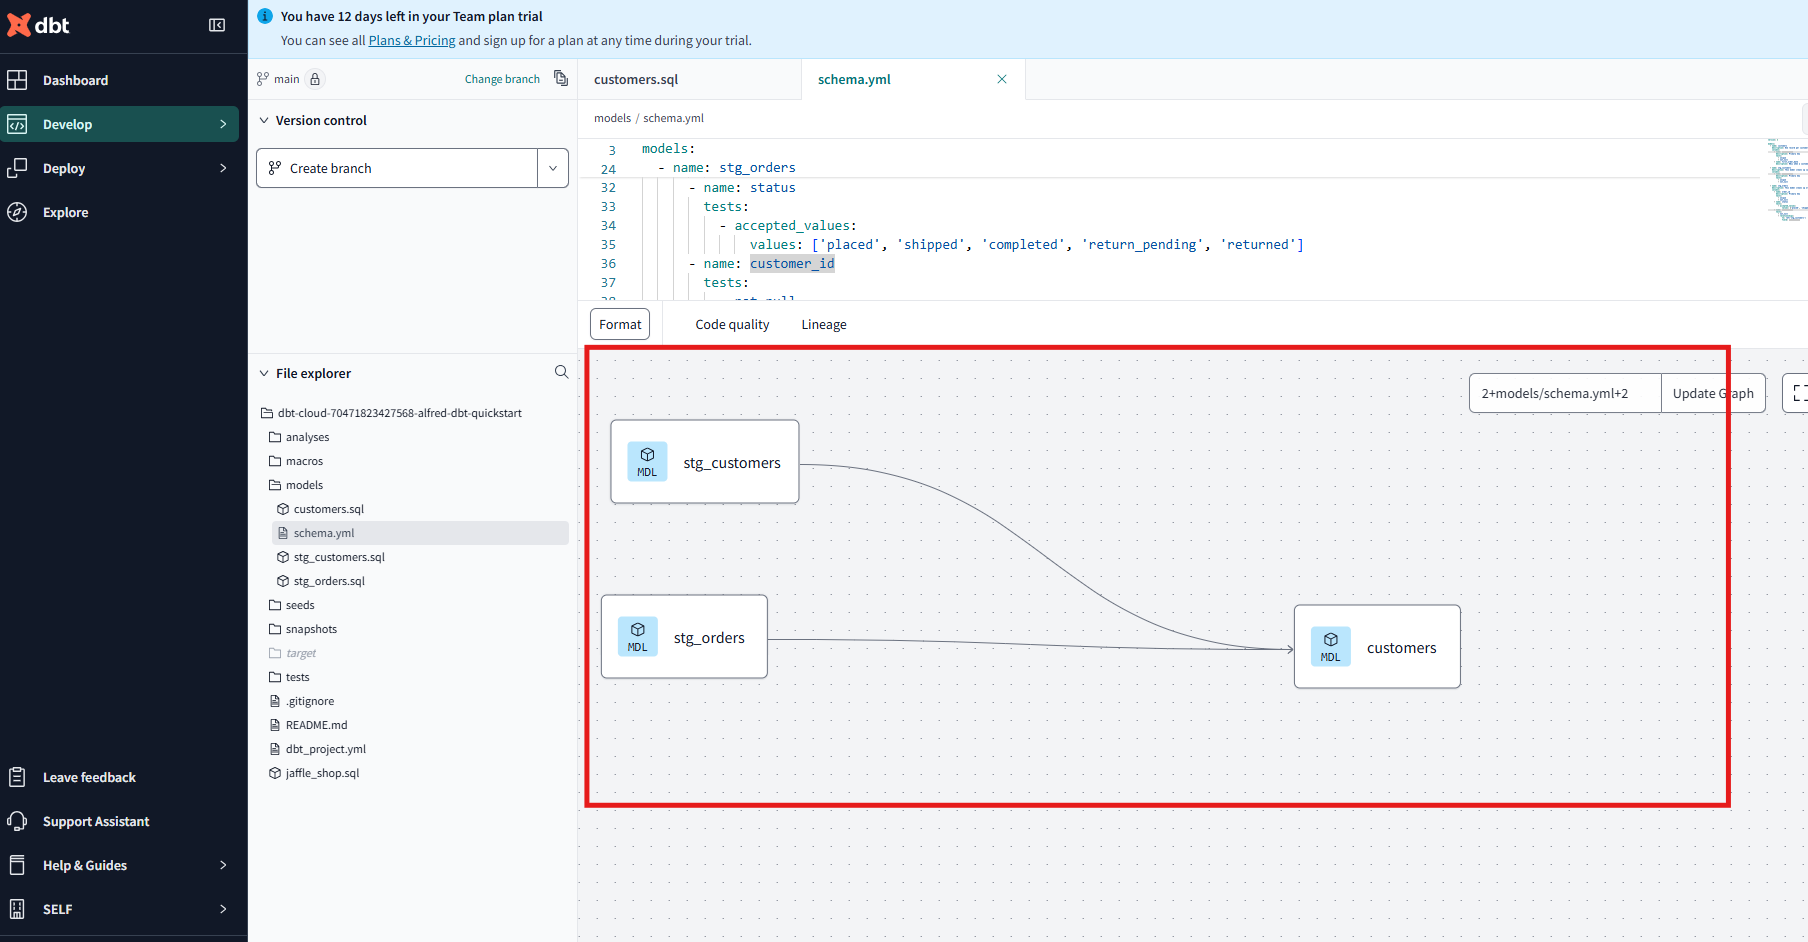 dbt
Dashboard
Develop
Deploy
Explore
Leave feedback
Support Assistant
Help & Guides
SELF
You have 12 days left in your Team plan trial
You can see all Plans & Pricing and sign up for a plan at any time during your trial.
main
Change branch
Version control
Create branch
File explorer
dbt-cloud-70471823427568-alfred-dbt-quickstart
analyses
macros
models
customers.sql
schema.yml
stg_customers.sql
stg_orders.sql
seeds
snapshots
target
tests
.gitignore
README.md
dbt_project.yml
jaffle_shop.sql
customers.sql
schema.yml
models / schema.yml
3 models:
24 - name: stg_orders
32 - name: status
33 tests:
34 - accepted_values:
35 values: ['placed', 'shipped', 'completed', 'return_pending', 'returned']
36 - name: customer_id
37 tests:
Format
Code quality
Lineage
2+models/schema.yml+2
Update Graph
MDL
stg_customers
MDL
stg_orders
MDL
customers